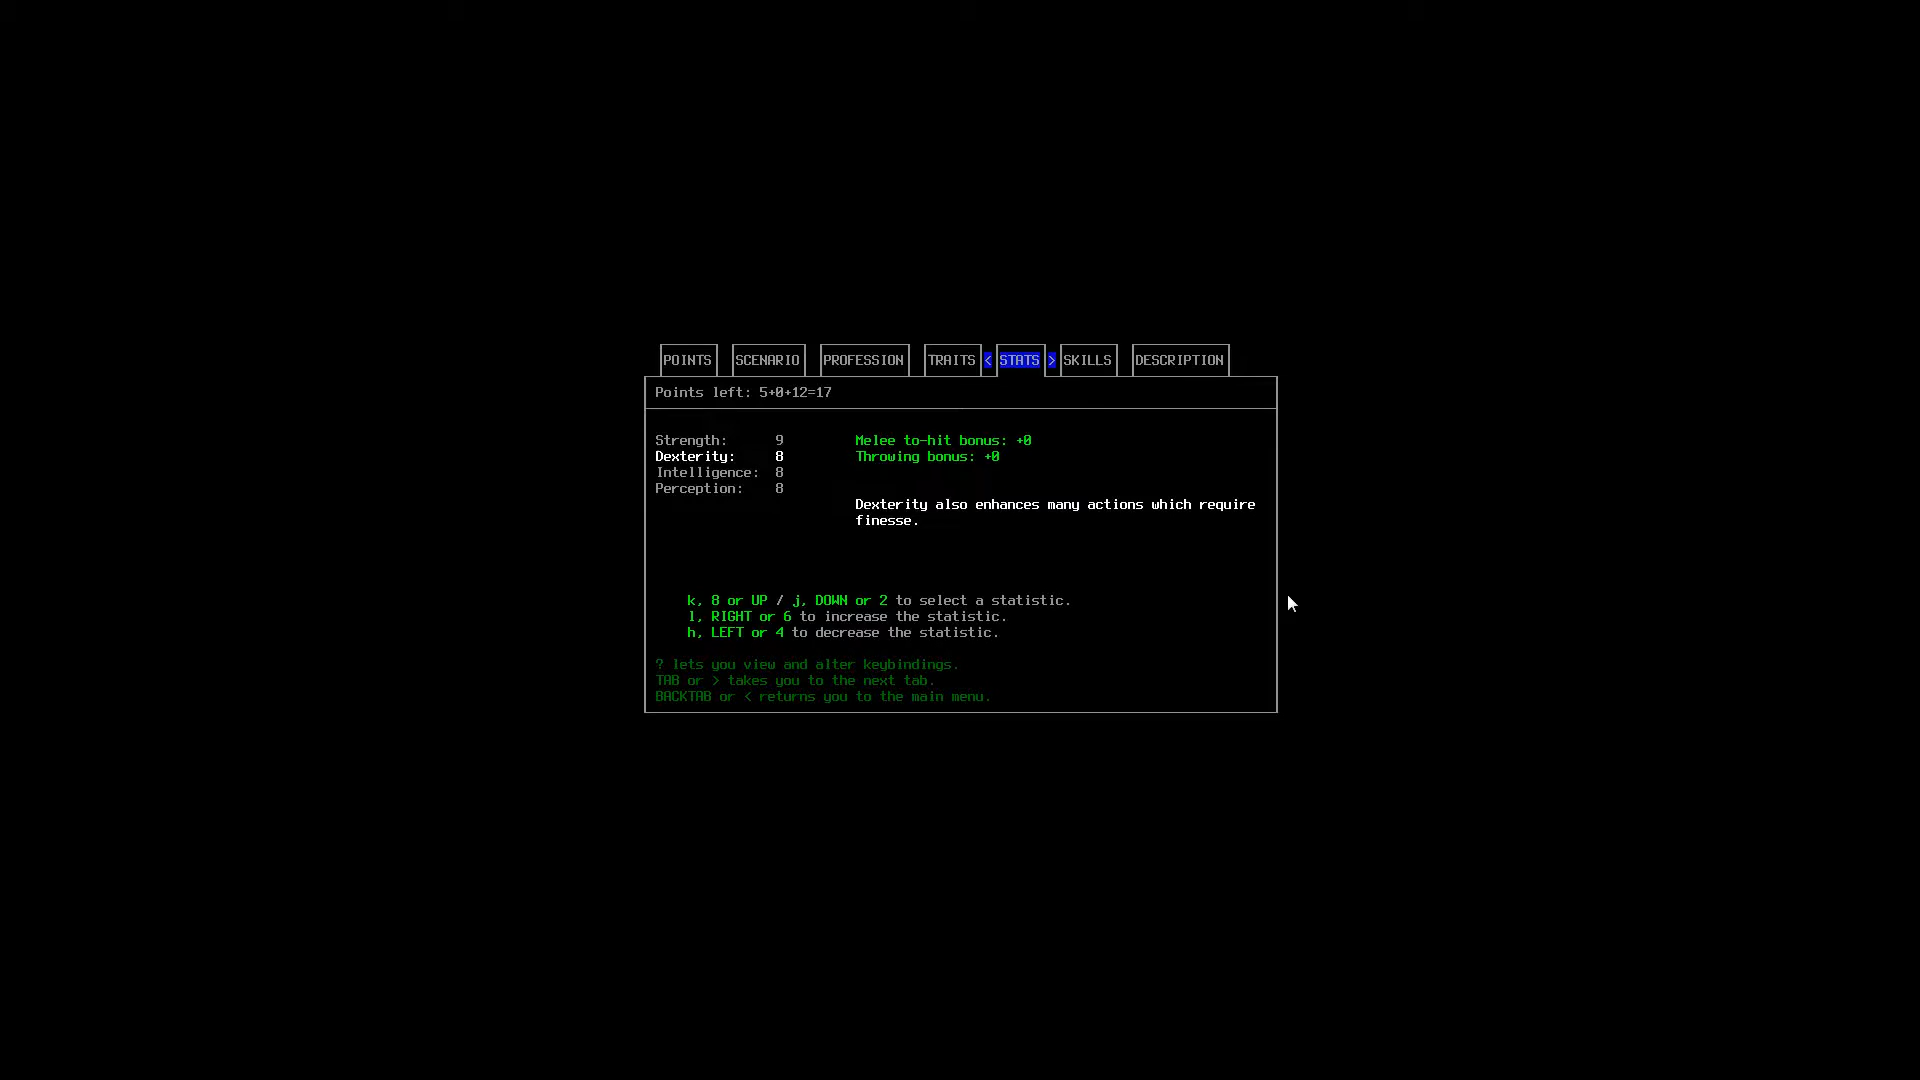 POINTS SCENARIO PROFESSION TRAITS < STATS > SKILLS DESCRIPTION
Points left: 5+0+12=17
Strength: 9 Melee to-hit bonus: +0
Dexterity: 8 Throwing bonus: +0
Intelligence: 8
Perception: 8
Dexterity also enhances many actions which require
finesse.
k, 8 or UP / j, DOWN or 2 to select a statistic.
l, RIGHT or 6 to increase the statistic.
h, LEFT or 4 to decrease the statistic.
? lets you view and alter keybindings.
TAB or > takes you to the next tab.
BACKTAB or < returns you to the main menu.